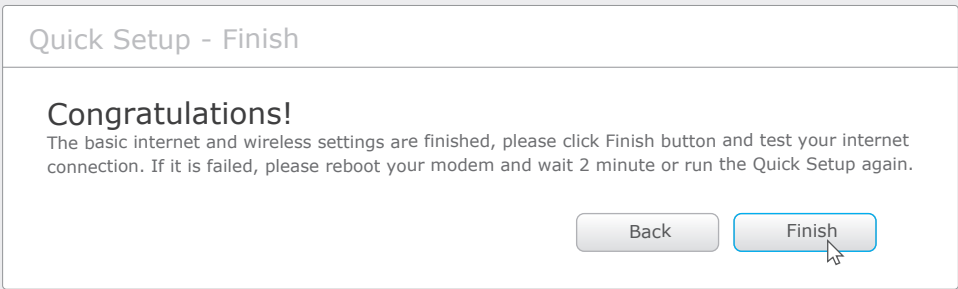 Quick Setup - Finish
Congratulations!
The basic internet and wireless settings are finished, please click Finish button and test your internet
connection. If it is failed, please reboot your modem and wait 2 minute or run the Quick Setup again.
Back Finish